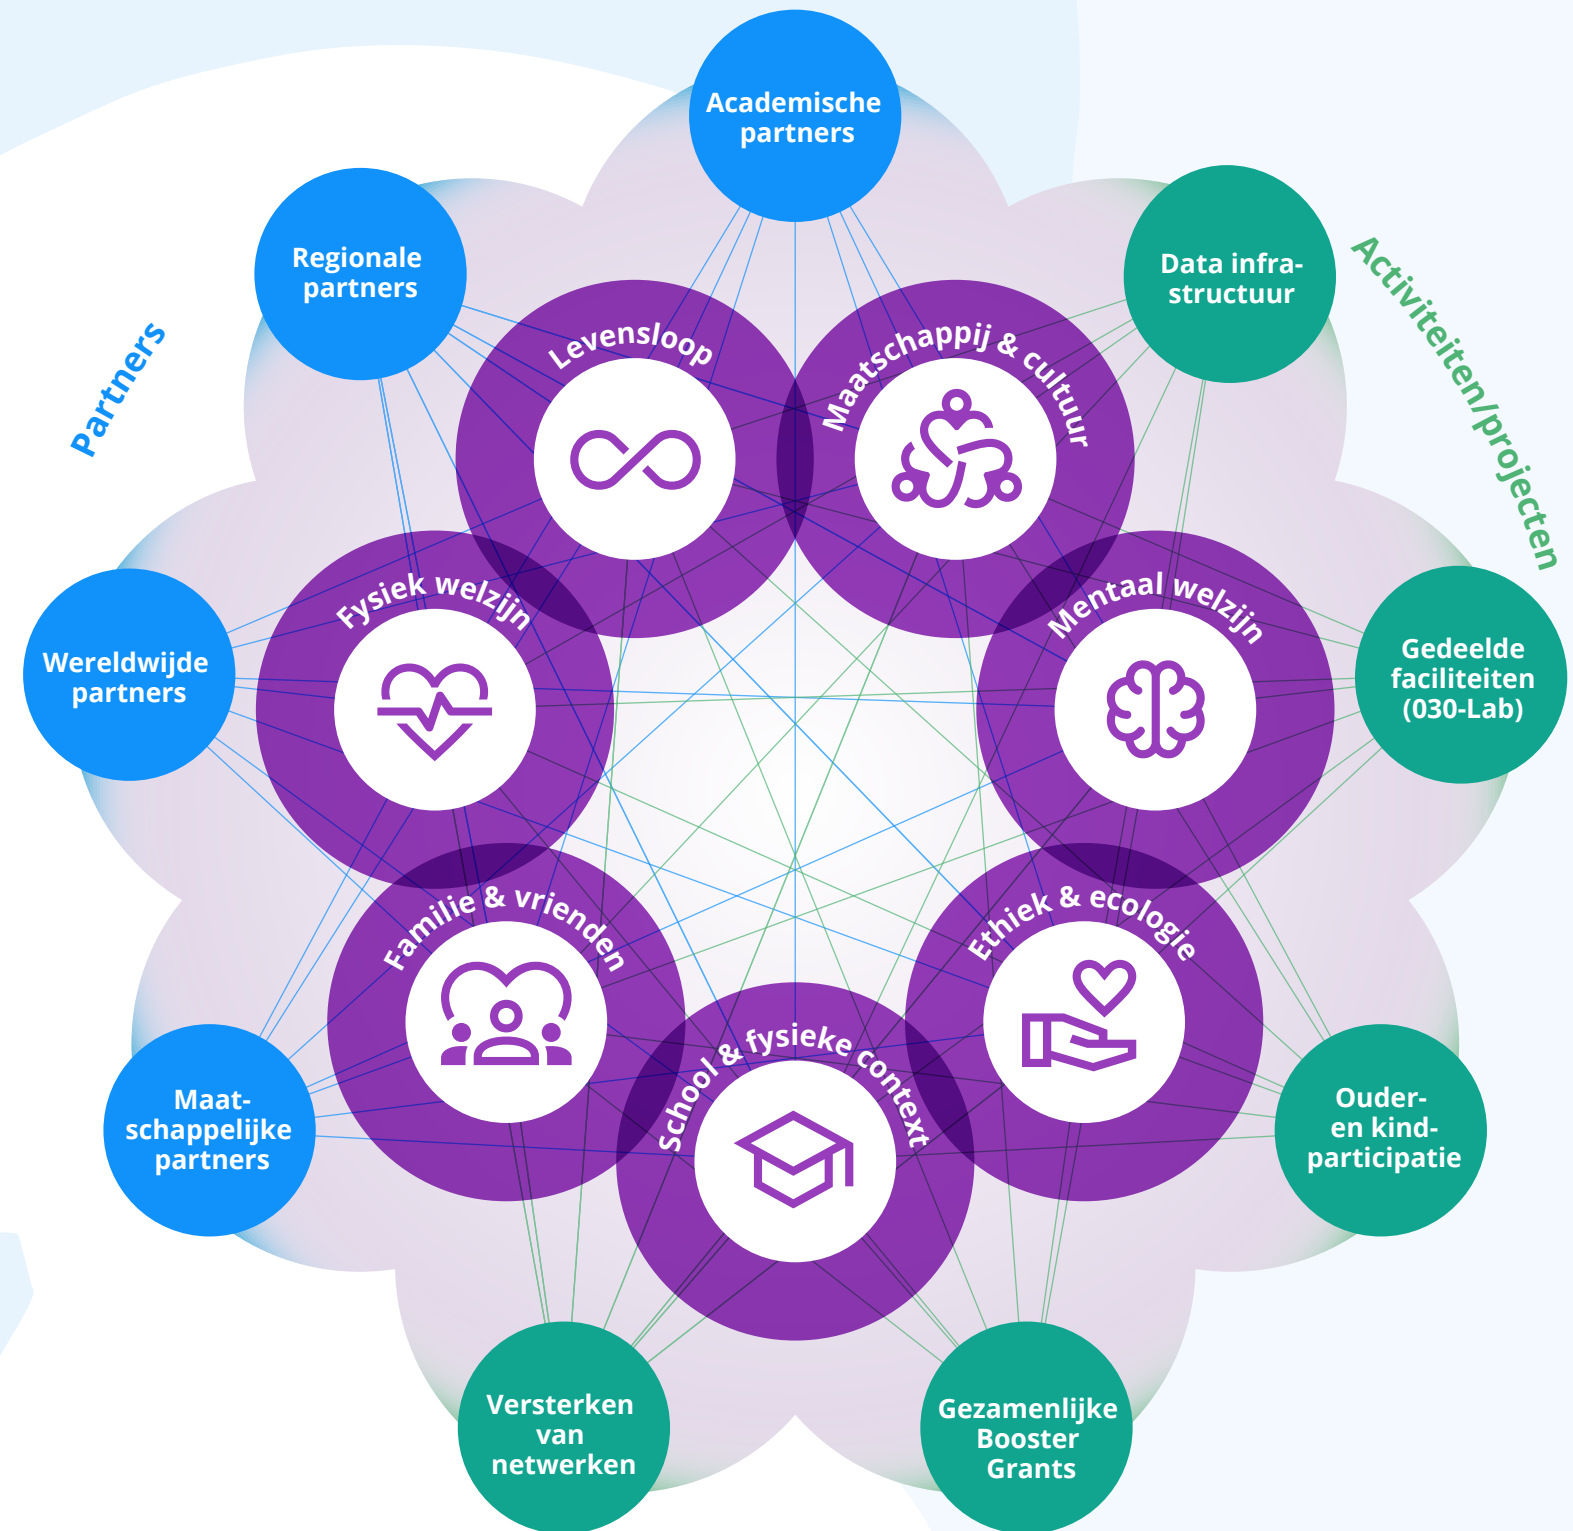 Academische
partners
Regionale
partners
Data infra-
structuur
Partners
Activiteiten/projecten
Levensloop
Maatschappij & cultuur
Fysiek welzijn
Mentaal welzijn
Wereldwijde
partners
Gedeelde
faciliteiten
(030-Lab)
Familie & vrienden
Ethiek & ecologie
School & fysieke context
Maat-
schappelijke
partners
Ouder-
en kind-
participatie
Versterken
van
netwerken
Gezamenlijke
Booster
Grants